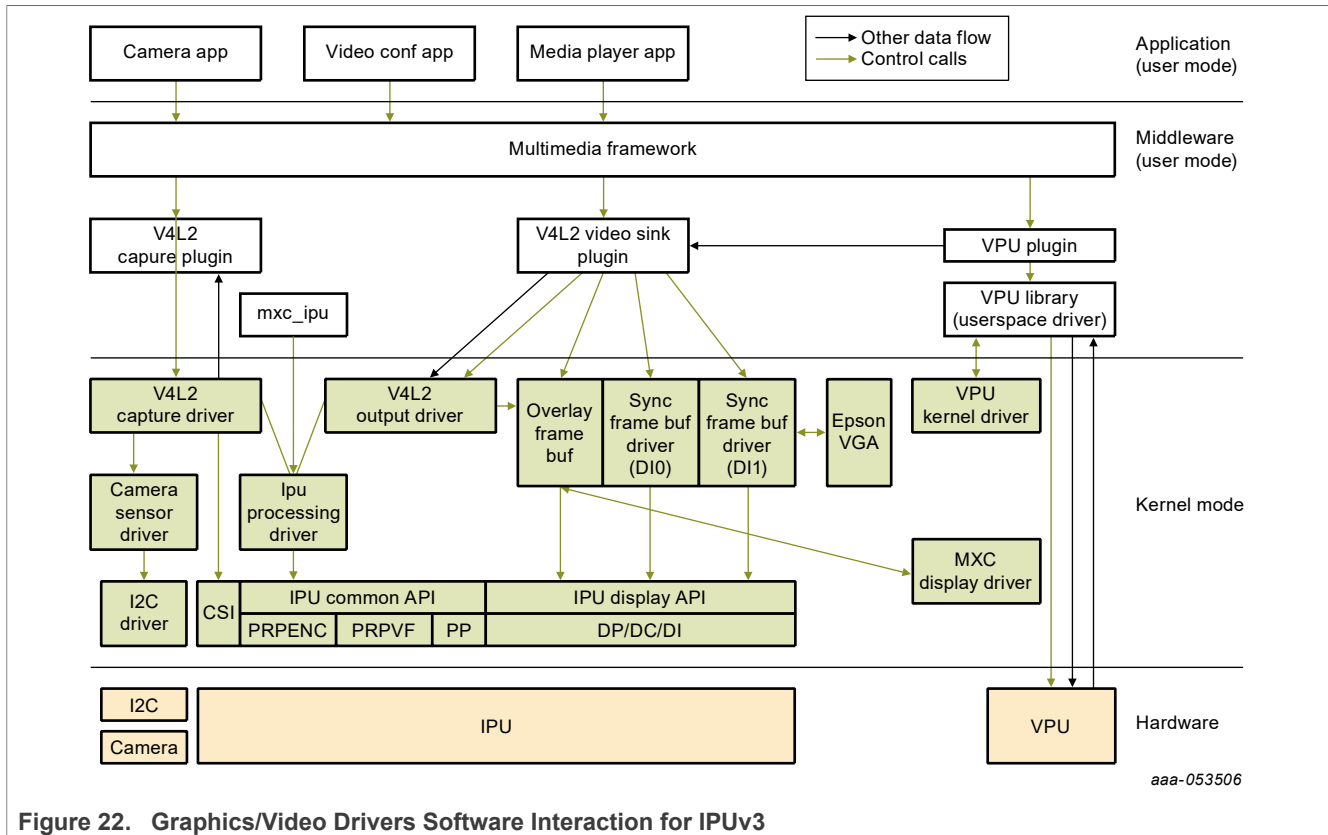 Camera app
Video conf app
Media player app
Other data flow
Control calls
Application
(user mode)
Multimedia framework
Middleware
(user mode)
V4L2
capure plugin
V4L2 video sink
plugin
VPU plugin
mxc_ipu
VPU library
(userspace driver)
V4L2
capture driver
V4L2
output driver
Overlay
frame
buf
Sync
frame buf
driver
(DI0)
Sync
frame buf
driver
(DI1)
Epson
VGA
VPU
kernel driver
Camera
sensor
driver
Ipu
processing
driver
Kernel mode
MXC
display driver
I2C
driver
CSI
IPU common API
IPU display API
PRPENC
PRPVF
PP
DP/DC/DI
I2C
Camera
IPU
VPU
Hardware
aaa-053506
Figure 22. Graphics/Video Drivers Software Interaction for IPUv3